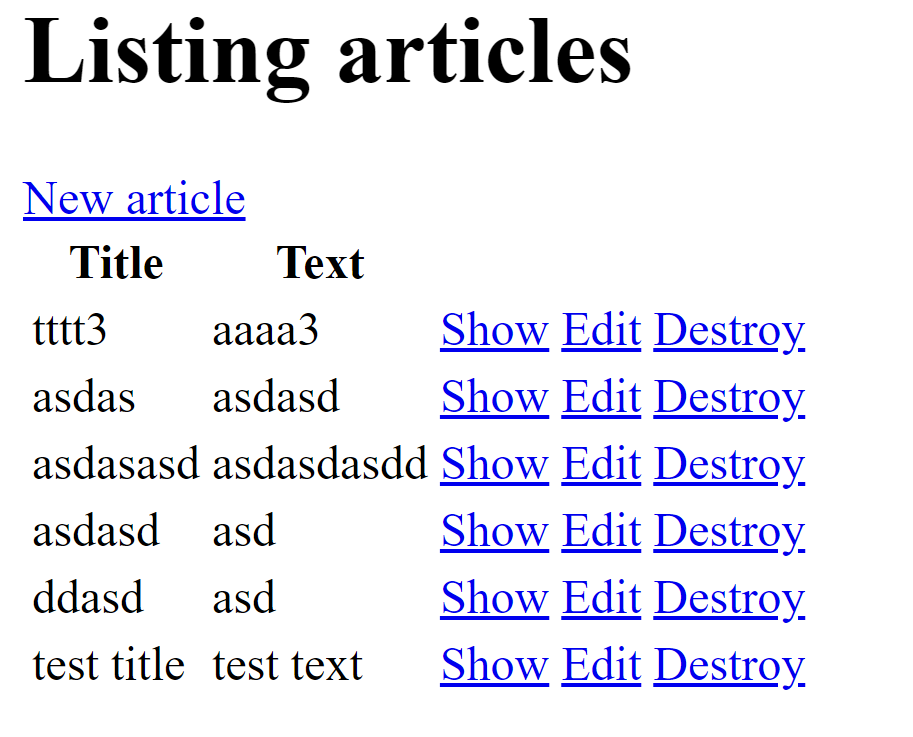 Listing articles
New article
Title Text
tttt3 aaaa3 Show Edit Destroy
asdas asdasd Show Edit Destroy
asdasasd asdasdasdd Show Edit Destroy
asdasd asd Show Edit Destroy
ddasd asd Show Edit Destroy
test title test text Show Edit Destroy